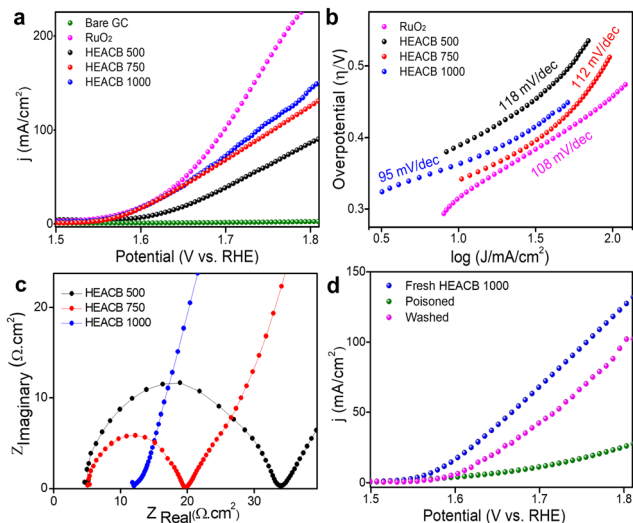 a
Bare GC
RuO₂
HEACB 500
HEACB 750
HEACB 1000
200
100
0
j (mA/cm²)
1.5 1.6 1.7 1.8
Potential (V vs. RHE)
b
RuO₂
HEACB 500
HEACB 750
HEACB 1000
118 mV/dec
112 mV/dec
95 mV/dec
108 mV/dec
0.5
0.4
0.3
Overpotential (η/V)
0.5 1.0 1.5 2.0
log (J/mA/cm²)
c
HEACB 500
HEACB 750
HEACB 1000
20
10
0
Z Imaginary (Ω.cm²)
0 10 20 30
Z Real(Ω.cm²)
d
Fresh HEACB 1000
Poisoned
Washed
150
100
50
0
j (mA/cm²)
1.5 1.6 1.7 1.8
Potential (V vs. RHE)